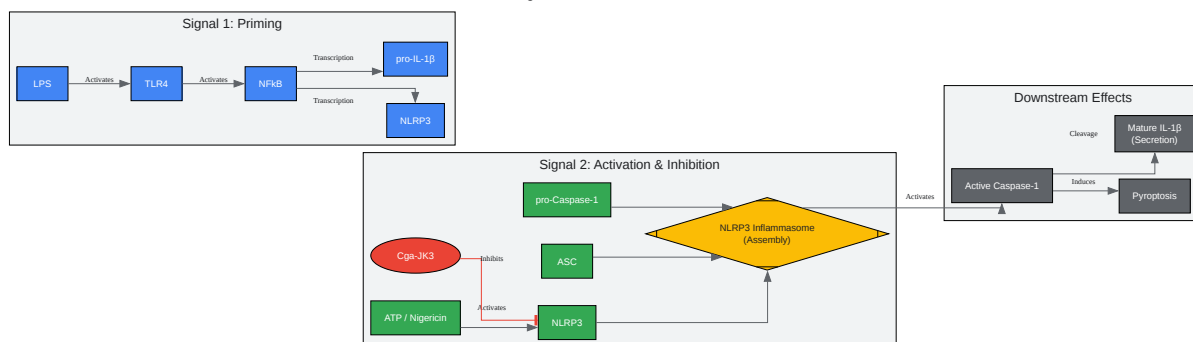 Signal 1: Priming
LPS
Activates
TLR4
Activates
NFkB
Transcription
pro-IL-1β
Transcription
NLRP3
Signal 2: Activation & Inhibition
pro-Caspase-1
NLRP3 Inflammasome
(Assembly)
Cga-JK3
Inhibits
ASC
ATP / Nigericin
Activates
NLRP3
Activates
Downstream Effects
Cleavage
Mature IL-1β
(Secretion)
Active Caspase-1
Induces
Pyroptosis